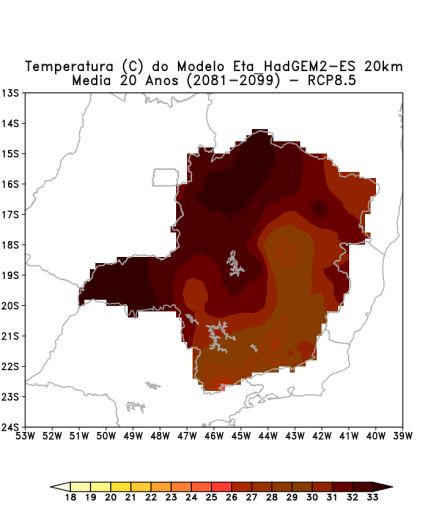 Temperatura (C) do Modelo Eta_HadGEM2-ES 20km
Media 20 Anos (2081-2099) - RCP8.5
13S
14S
15S
16S
17S
18S
19S
20S
21S
22S
23S
24S
53W 52W 51W 50W 49W 48W 47W 46W 45W 44W 43W 42W 41W 40W 39W
18 19 20 21 22 23 24 25 26 27 28 29 30 31 32 33